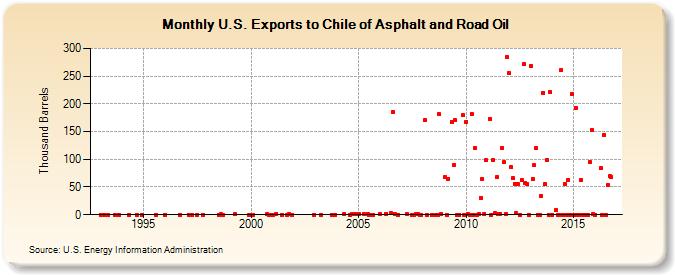 Monthly U.S. Exports to Chile of Asphalt and Road Oil
Thousand Barrels
300
250
200
150
100
50
0
1995 2000 2005 2010 2015
Source: U.S. Energy Information Administration